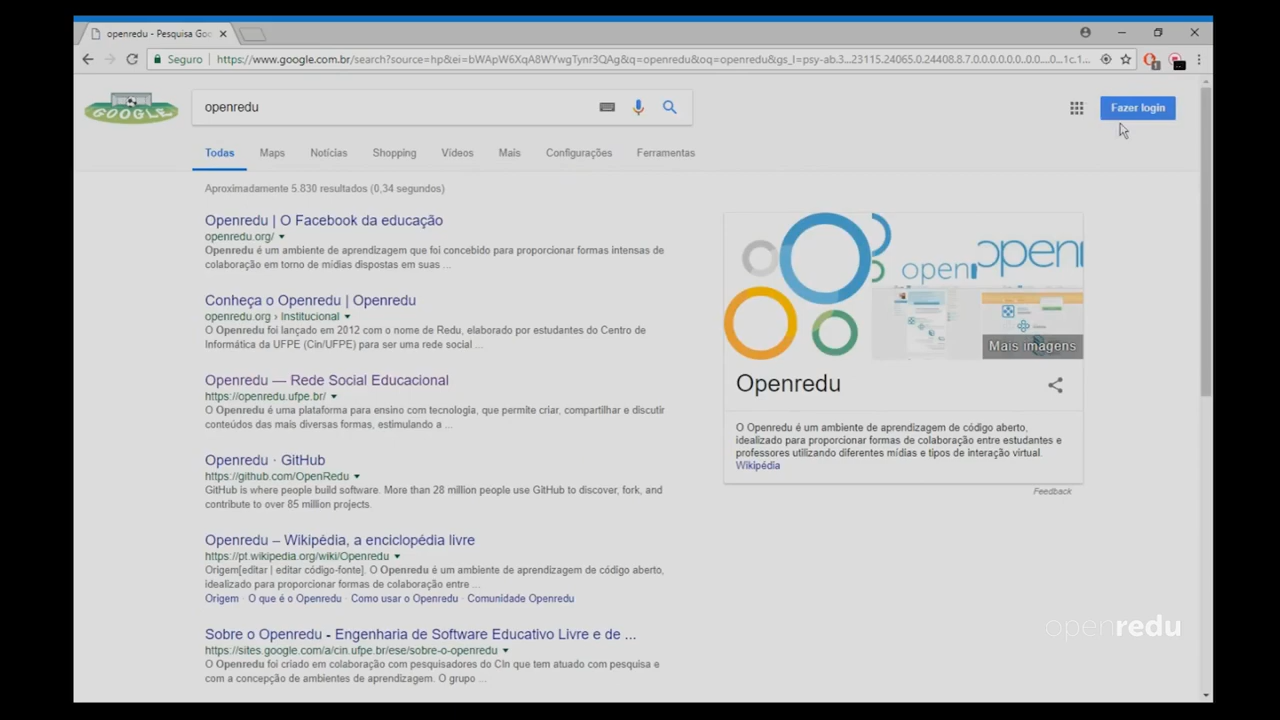 openredu - Pesquisa Goo
Seguro
https://www.google.com.br/search?source=hp&ei=bWApW6XqA8WYwgTynr3QAg&q=openredu&oq=openredu&gs_l=psy-ab.3...23115.24065.0.24408.8.7.0.0.0.0.0.0..0.0....0...1c.1...
GOOGLE
openredu
Fazer login
Todas Maps Notícias Shopping Vídeos Mais Configurações Ferramentas
Aproximadamente 5.830 resultados (0,34 segundos)
Openredu | O Facebook da educação
openredu.org/
Openredu é um ambiente de aprendizagem que foi concebido para proporcionar formas intensas de
colaboração em torno de mídias dispostas em suas ...
Conheça o Openredu | Openredu
openredu.org › Institucional
O Openredu foi lançado em 2012 com o nome de Redu, elaborado por estudantes do Centro de
Informática da UFPE (Cin/UFPE) para ser uma rede social ...
Openredu — Rede Social Educacional
https://openredu.ufpe.br/
O Openredu é uma plataforma para ensino com tecnologia, que permite criar, compartilhar e discutir
conteúdos das mais diversas formas, estimulando a ...
Openredu · GitHub
https://github.com/OpenRedu
GitHub is where people build software. More than 28 million people use GitHub to discover, fork, and
contribute to over 85 million projects.
Openredu – Wikipédia, a enciclopédia livre
https://pt.wikipedia.org/wiki/Openredu
Origem[editar | editar código-fonte]. O Openredu é um ambiente de aprendizagem de código aberto,
idealizado para proporcionar formas de colaboração entre ...
Origem · O que é o Openredu · Como usar o Openredu · Comunidade Openredu
Sobre o Openredu - Engenharia de Software Educativo Livre e de ...
https://sites.google.com/a/cin.ufpe.br/ese/sobre-o-openredu
O Openredu foi criado em colaboração com pesquisadores do CIn que tem atuado com pesquisa e
com a concepção de ambientes de aprendizagem. O grupo ...
open
openr
Mais imagens
Openredu
O Openredu é um ambiente de aprendizagem de código aberto,
idealizado para proporcionar formas de colaboração entre estudantes e
professores utilizando diferentes mídias e tipos de interação virtual.
Wikipédia
Feedback
openredu